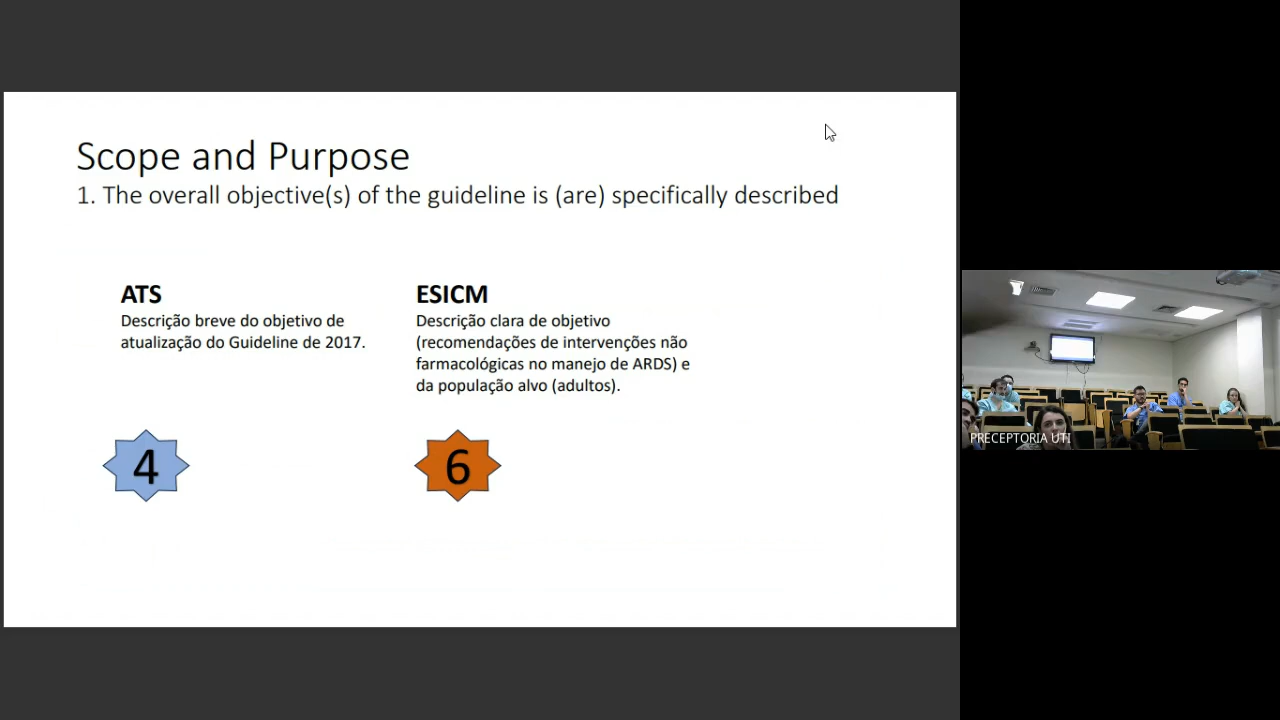 Scope and Purpose
1. The overall objective(s) of the guideline is (are) specifically described
ATS
Descrição breve do objetivo de
atualização do Guideline de 2017.
4
ESICM
Descrição clara de objetivo
(recomendações de intervenções não
farmacológicas no manejo de ARDS) e
da população alvo (adultos).
6
PRECEPTORIA UTI